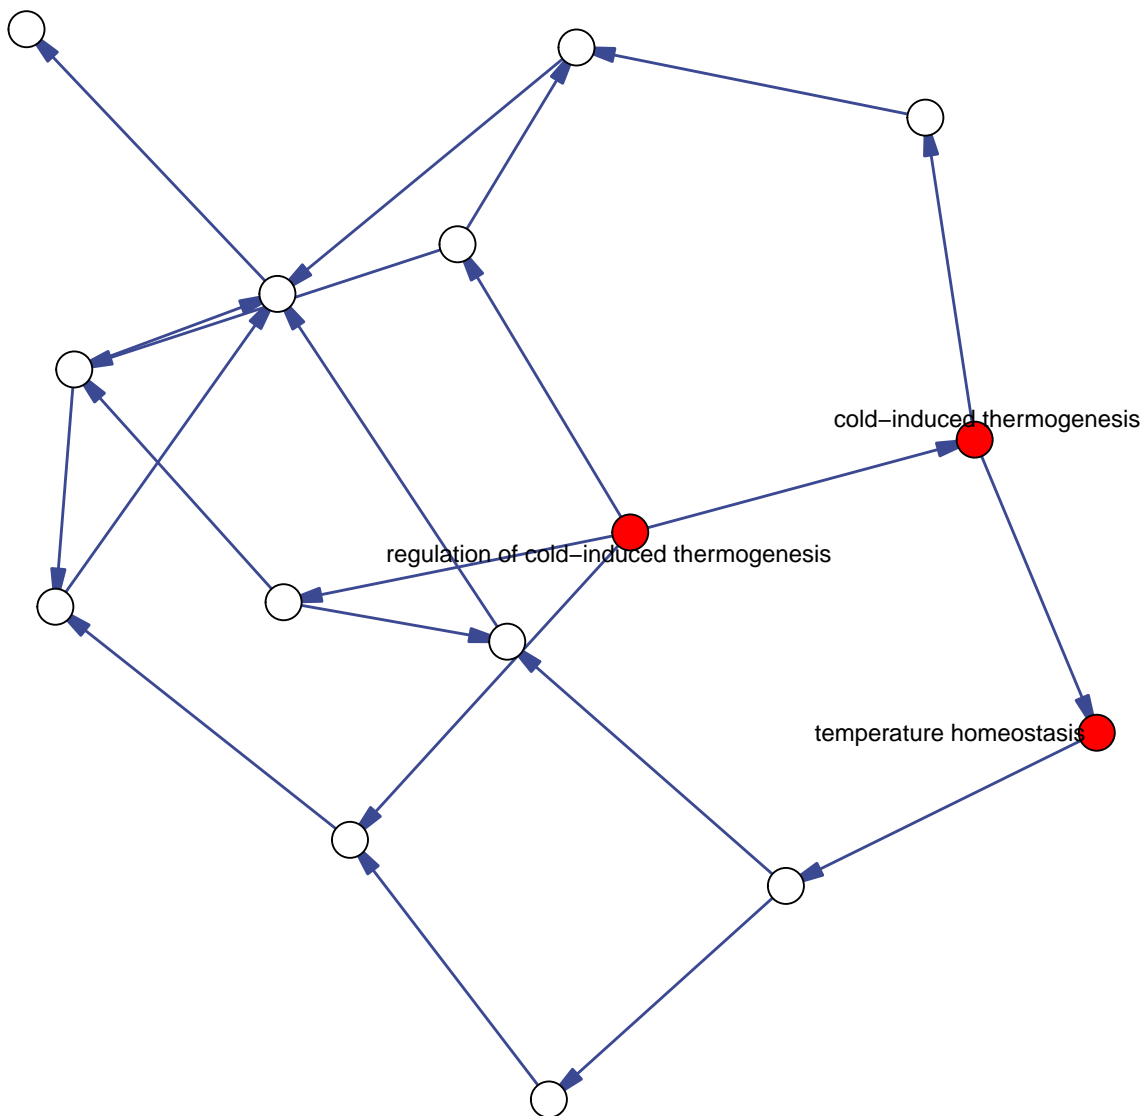 cold−induced thermogenesis
regulation of cold−induced thermogenesis
temperature homeostasis